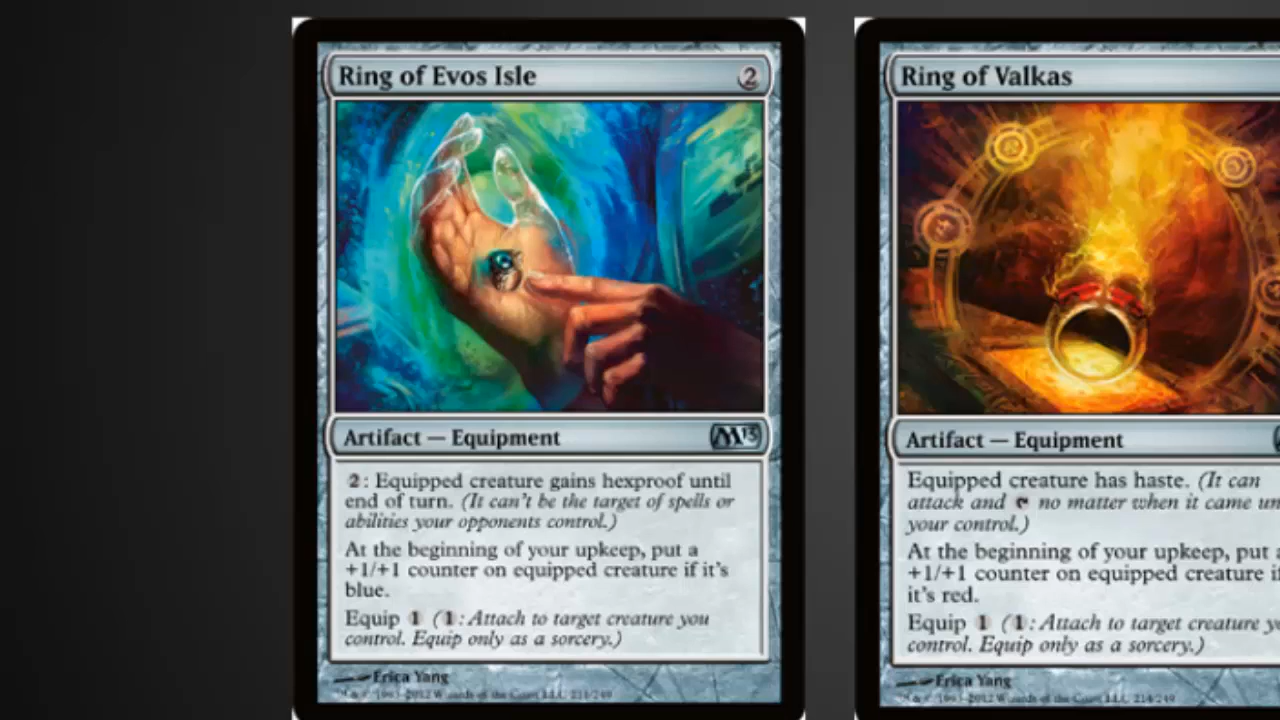 Ring of Evos Isle 2
Artifact — Equipment M13
2: Equipped creature gains hexproof until
end of turn. (It can't be the target of spells or
abilities your opponents control.)
At the beginning of your upkeep, put a
+1/+1 counter on equipped creature if it's
blue.
Equip 1 (1: Attach to target creature you
control. Equip only as a sorcery.)
Erica Yang
Ring of Valkas
Artifact — Equipment
Equipped creature has haste. (It can
attack and no matter when it came
your control.)
At the beginning of your upkeep, put
+1/+1 counter on equipped creature
it's red.
Equip 1 (1: Attach to target creature
control. Equip only as a sorcery.)
Erica Yang